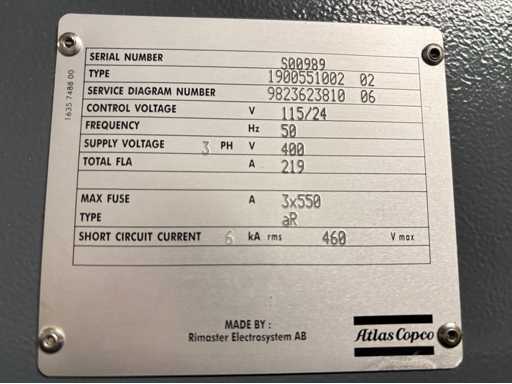 1635 7486 00
SERIAL NUMBER S00989
TYPE 1900551002 02
SERVICE DIAGRAM NUMBER 9823623810 06
CONTROL VOLTAGE V 115/24
FREQUENCY Hz 50
SUPPLY VOLTAGE 3 PH V 400
TOTAL FLA A 219
MAX FUSE A 3x550
TYPE aR
SHORT CIRCUIT CURRENT 6 kA rms 460 V max
MADE BY :
Rimaster Electrosystem AB
Atlas Copco